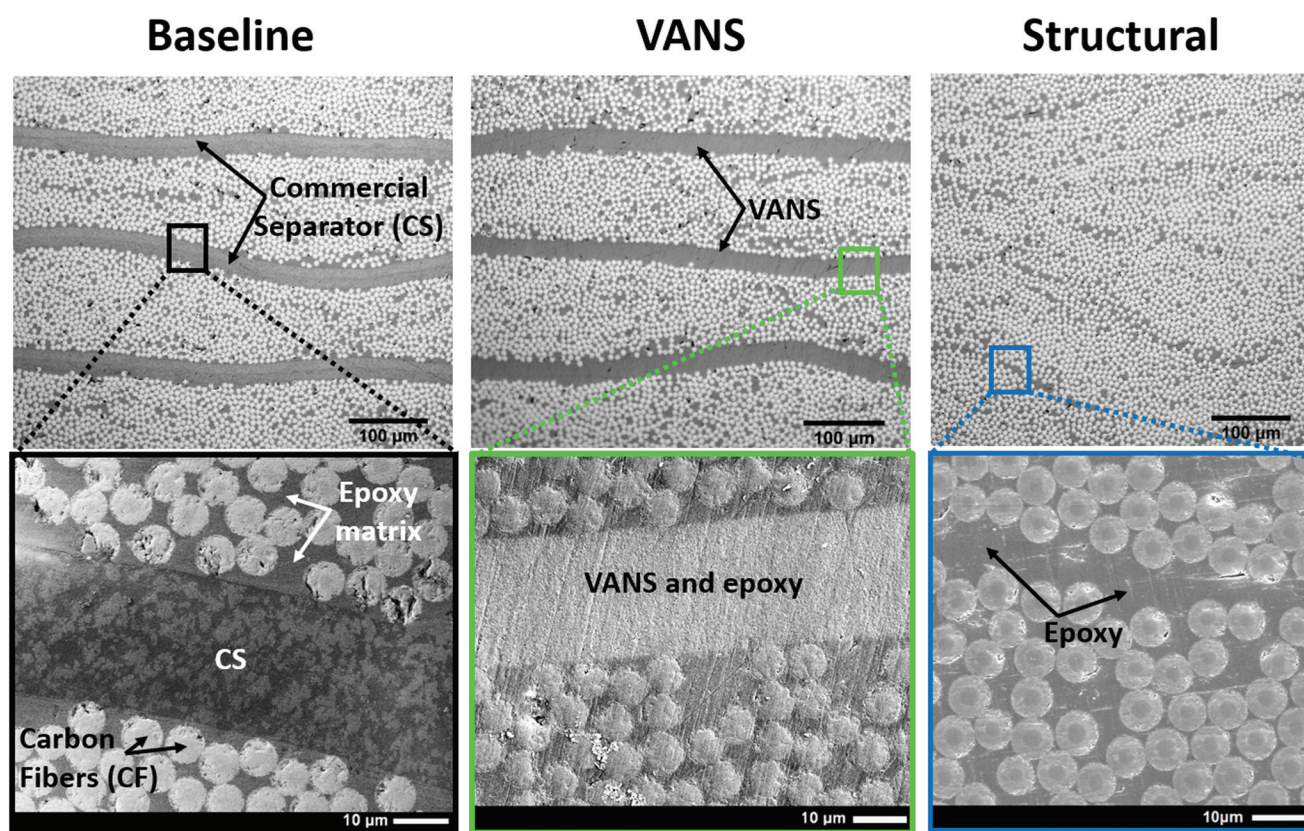 Baseline
VANS
Structural
Commercial
Separator (CS)
VANS
100 μm
100 μm
100 μm
Epoxy
matrix
CS
Carbon
Fibers (CF)
10 μm
VANS and epoxy
10 μm
Epoxy
10μm